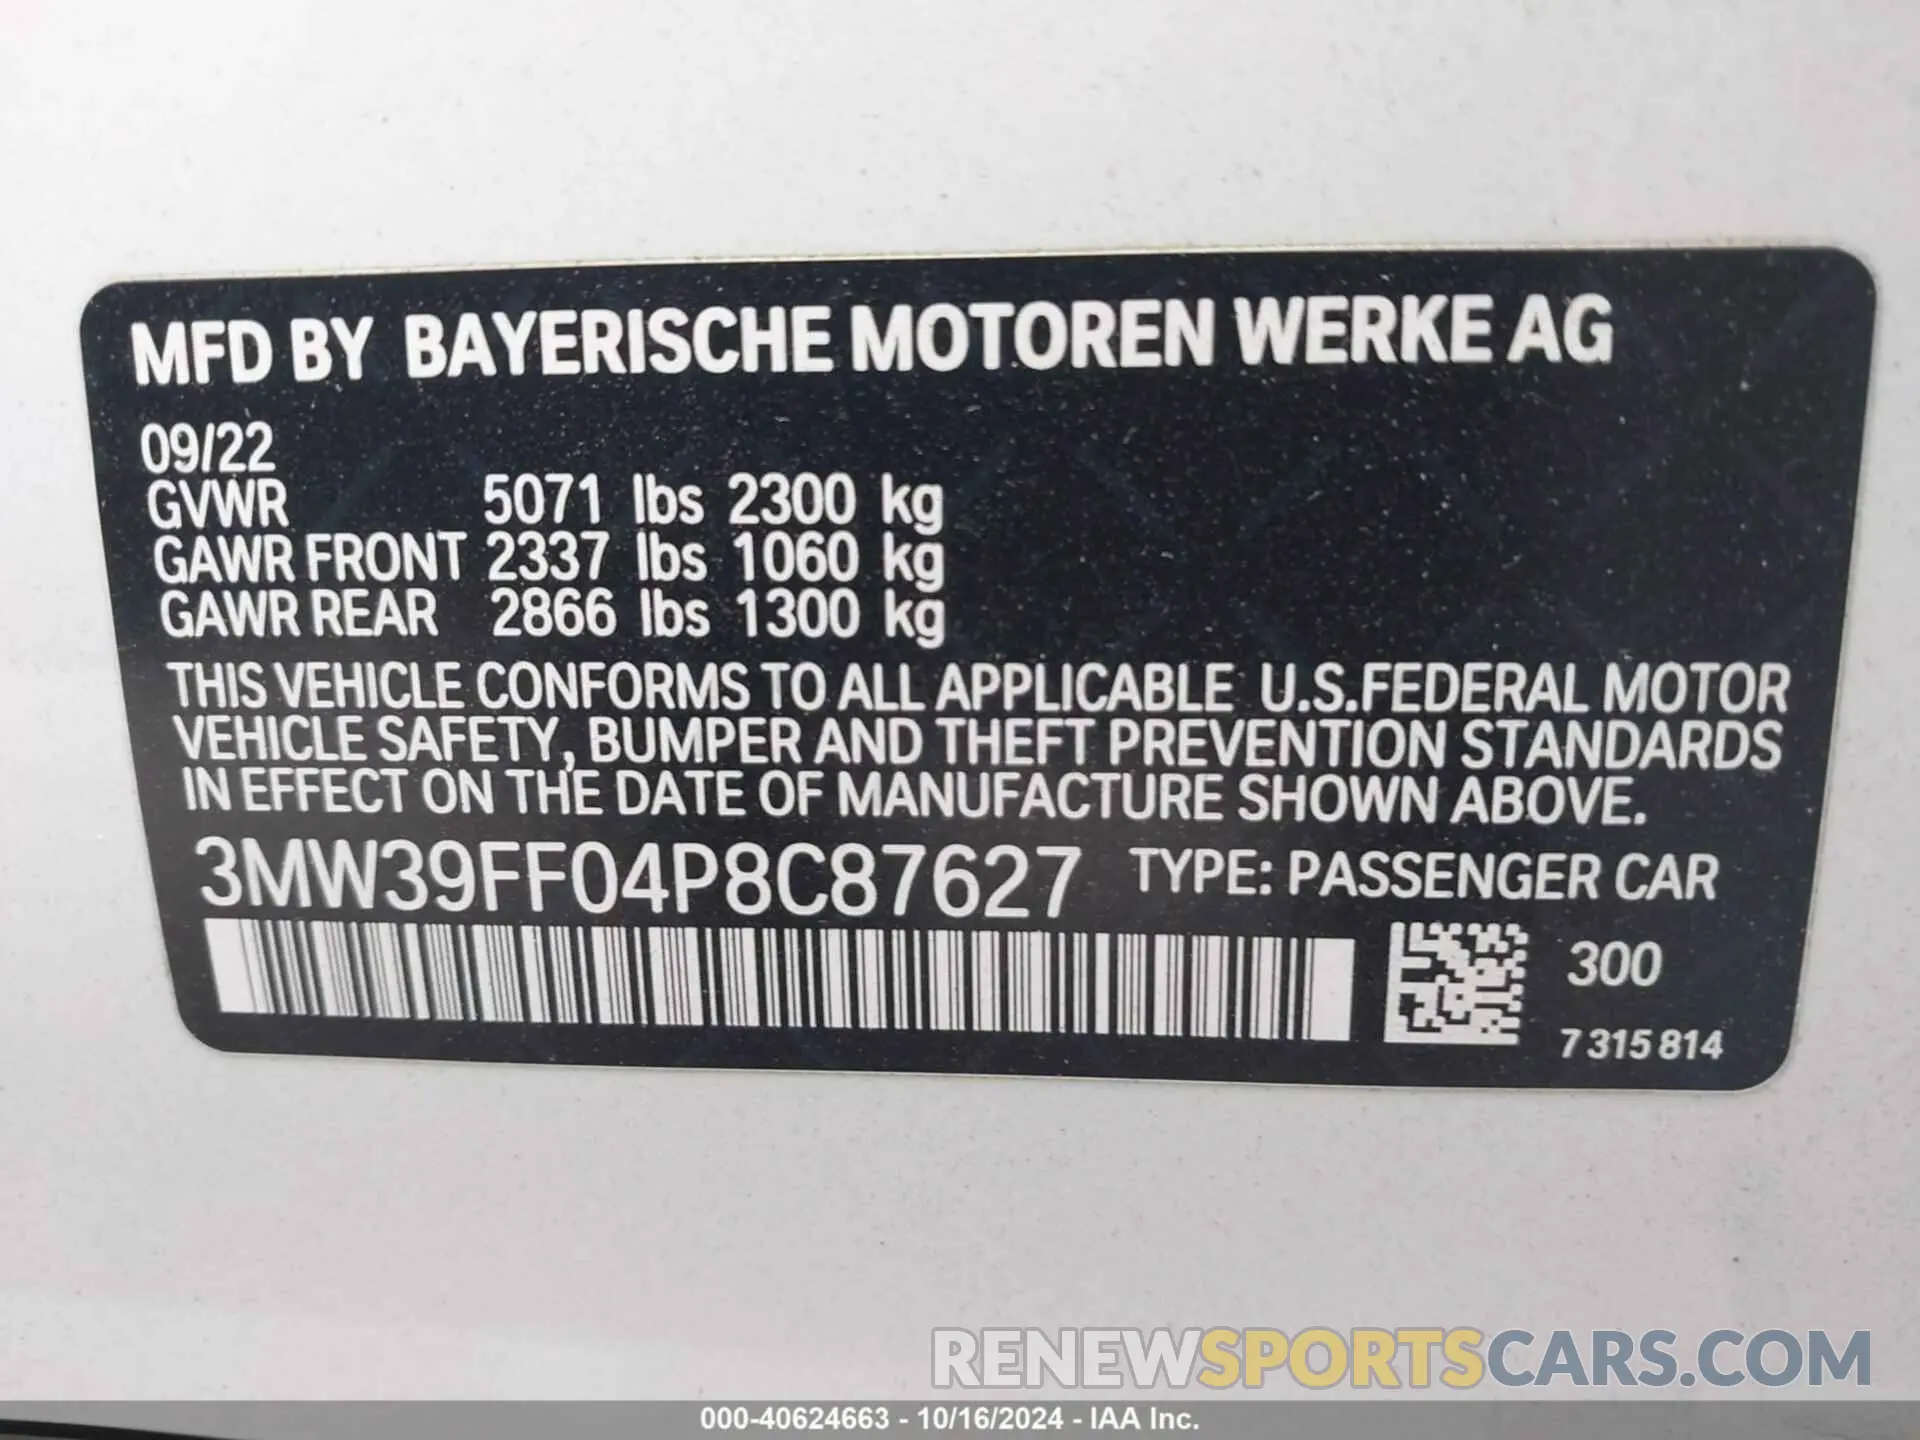 MFD BY BAYERISCHE MOTOREN WERKE AG
09/22
GVWR 5071 lbs 2300 kg
GAWR FRONT 2337 lbs 1060 kg
GAWR REAR 2866 lbs 1300 kg
THIS VEHICLE CONFORMS TO ALL APPLICABLE U.S.FEDERAL MOTOR
VEHICLE SAFETY, BUMPER AND THEFT PREVENTION STANDARDS
IN EFFECT ON THE DATE OF MANUFACTURE SHOWN ABOVE.
3MW39FF04P8C87627 TYPE: PASSENGER CAR
300
7 315 814
RENEWSPORTSCARS.COM
000-40624663 - 10/16/2024 - IAA Inc.